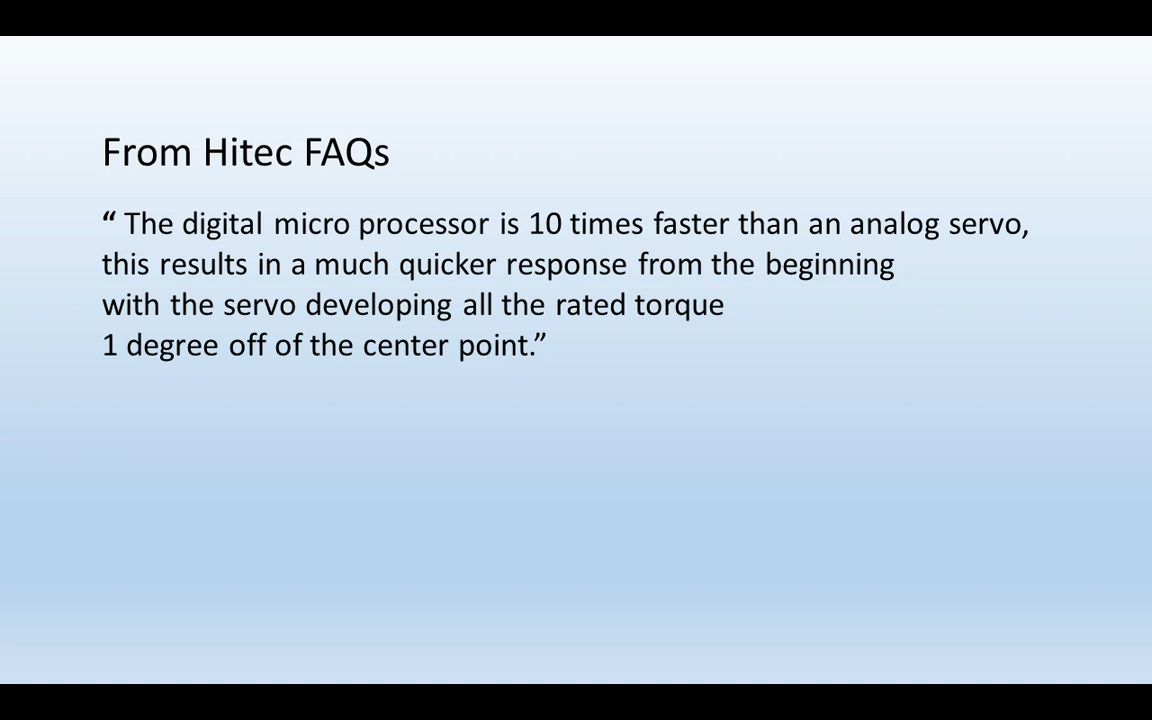 From Hitec FAQs
“ The digital micro processor is 10 times faster than an analog servo,
this results in a much quicker response from the beginning
with the servo developing all the rated torque
1 degree off of the center point.”